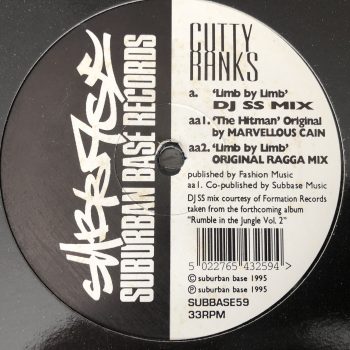 SUBBASE
SUBURBAN BASE RECORDS
CUTTY
RANKS
a. 'Limb by Limb'
DJ SS MIX
aa1. 'The Hitman' Original
by MARVELLOUS CAIN
aa2. 'Limb by Limb'
ORIGINAL RAGGA MIX
published by Fashion Music
aa1. Co-published by Subbase Music
DJ SS mix courtesy of Formation Records
taken from the forthcoming album
"Rumble in the Jungle Vol. 2"
5 022765 432594 >
© suburban base 1995
℗ suburban base 1995
SUBBASE59
33RPM